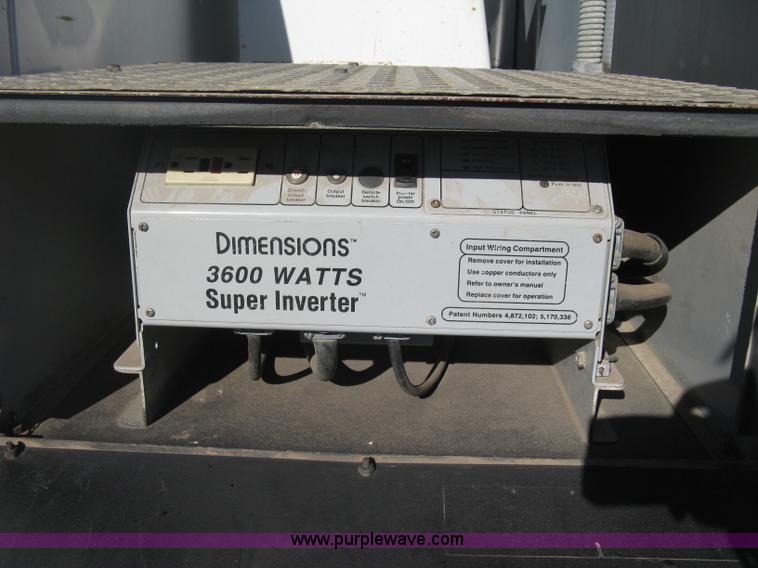 Branch output breaker
Output breaker
Remote switch breaker
Inverter power On/Off
Push to test
STATUS PANEL
DIMENSIONS™
3600 WATTS
Super Inverter™
Input Wiring Compartment
Remove cover for installation
Use copper conductors only
Refer to owner's manual
Replace cover for operation
Patent Numbers 4,872,102; 5,170,336
www.purplewave.com